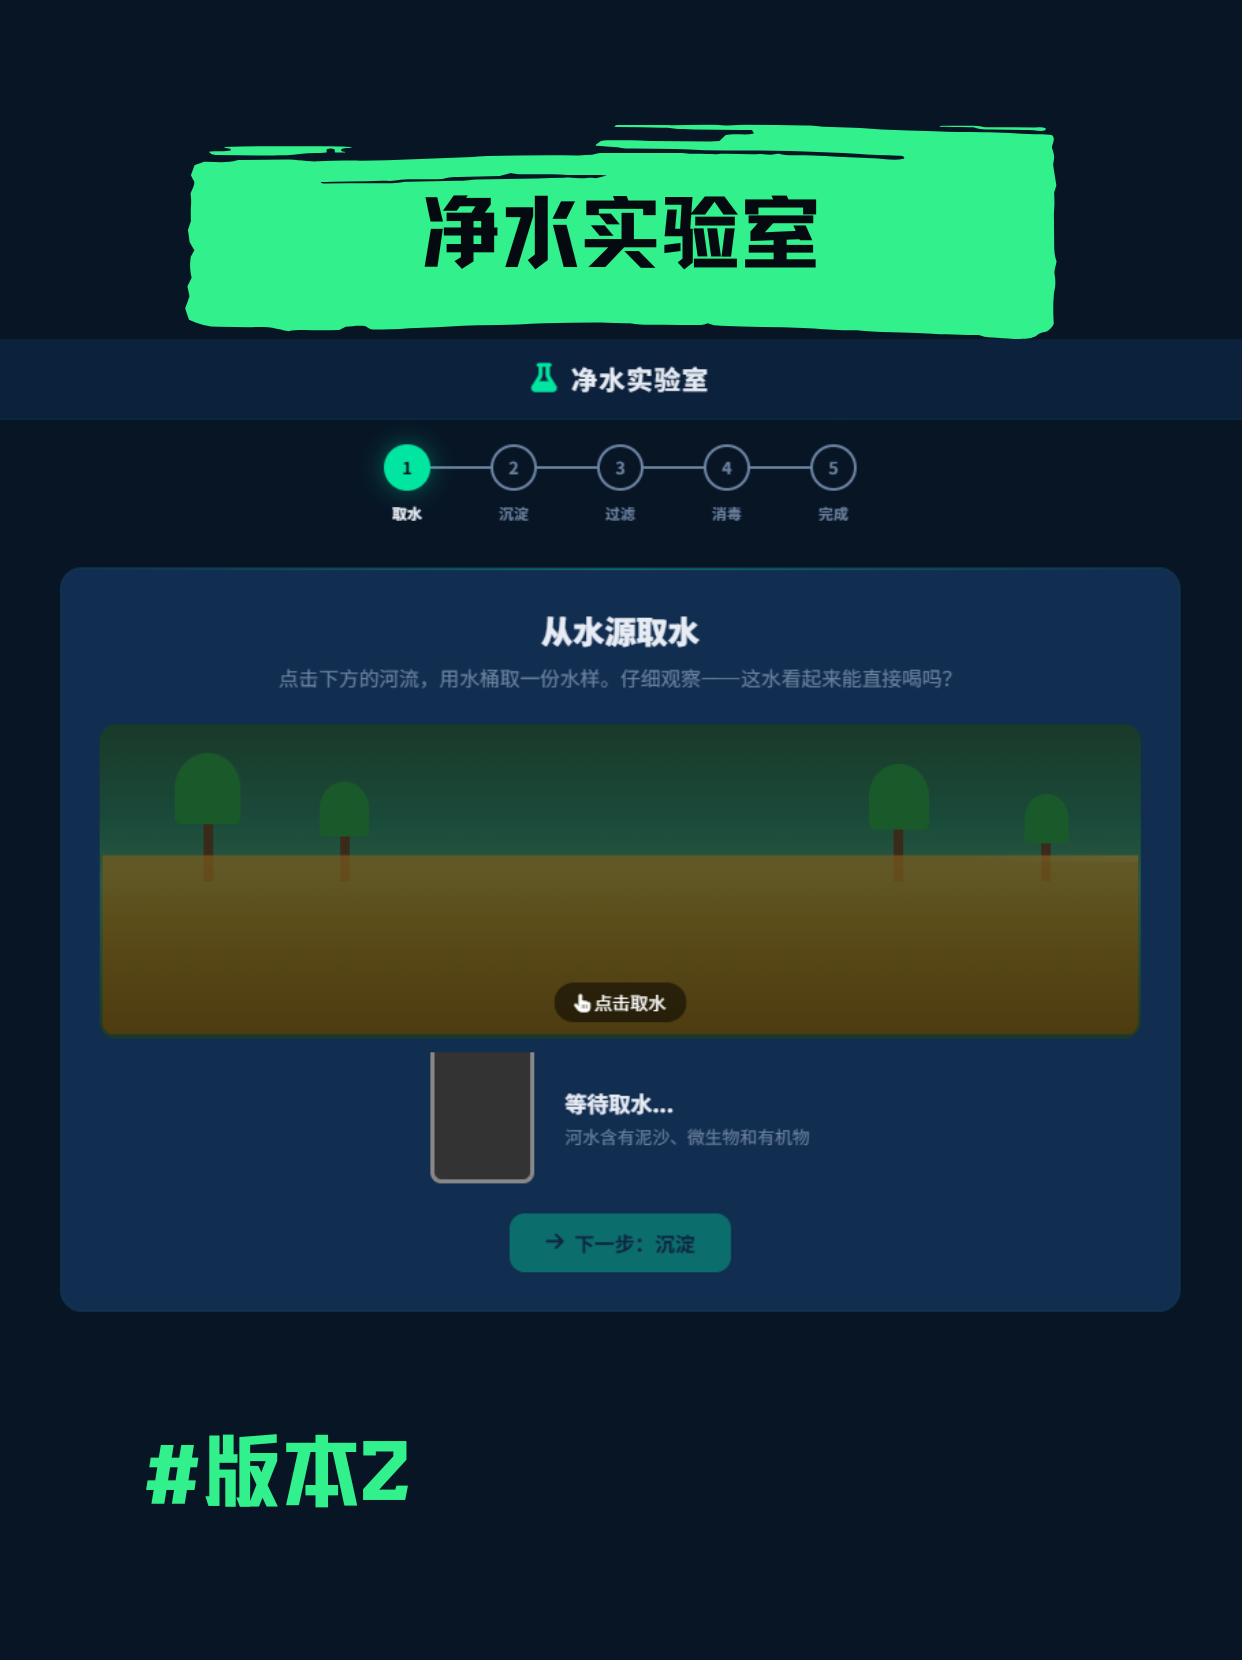 净水实验室
净水实验室
1 2 3 4 5
取水 沉淀 过滤 消毒 完成
从水源取水
点击下方的河流，用水桶取一份水样。仔细观察——这水看起来能直接喝吗？
点击取水
等待取水...
河水含有泥沙、微生物和有机物
→ 下一步：沉淀
#版本2